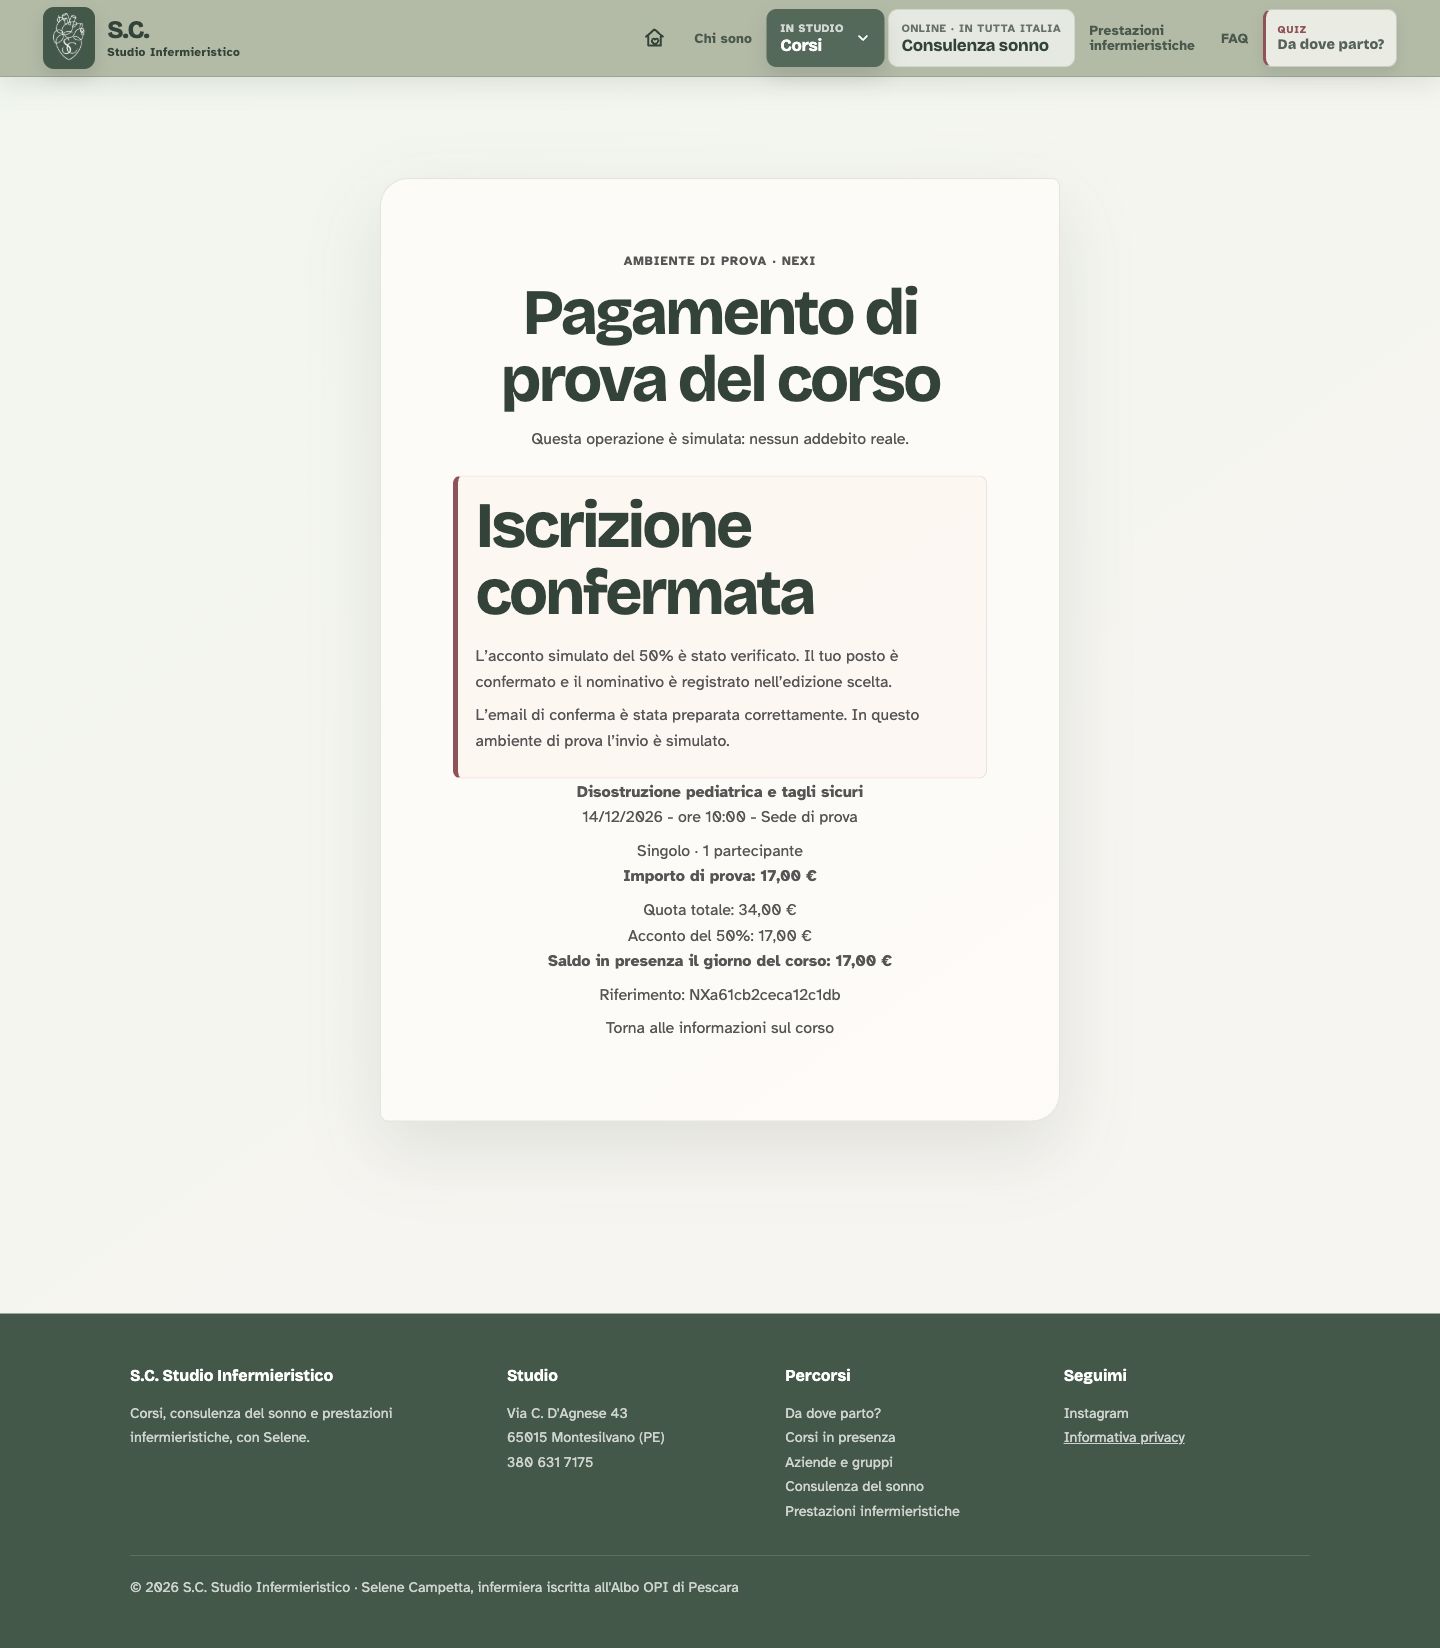 S.C.
Studio Infermieristico
Chi sono
IN STUDIO
Corsi
ONLINE · IN TUTTA ITALIA
Consulenza sonno
Prestazioni
infermieristiche
FAQ
QUIZ
Da dove parto?
AMBIENTE DI PROVA · NEXI
Pagamento di
prova del corso
Questa operazione è simulata: nessun addebito reale.
Iscrizione
confermata
L’acconto simulato del 50% è stato verificato. Il tuo posto è
confermato e il nominativo è registrato nell’edizione scelta.
L’email di conferma è stata preparata correttamente. In questo
ambiente di prova l’invio è simulato.
Disostruzione pediatrica e tagli sicuri
14/12/2026 - ore 10:00 - Sede di prova
Singolo · 1 partecipante
Importo di prova: 17,00 €
Quota totale: 34,00 €
Acconto del 50%: 17,00 €
Saldo in presenza il giorno del corso: 17,00 €
Riferimento: NXa61cb2ceca12c1db
Torna alle informazioni sul corso
S.C. Studio Infermieristico
Corsi, consulenza del sonno e prestazioni
infermieristiche, con Selene.
Studio
Via C. D'Agnese 43
65015 Montesilvano (PE)
380 631 7175
Percorsi
Da dove parto?
Corsi in presenza
Aziende e gruppi
Consulenza del sonno
Prestazioni infermieristiche
Seguimi
Instagram
Informativa privacy
© 2026 S.C. Studio Infermieristico · Selene Campetta, infermiera iscritta all'Albo OPI di Pescara